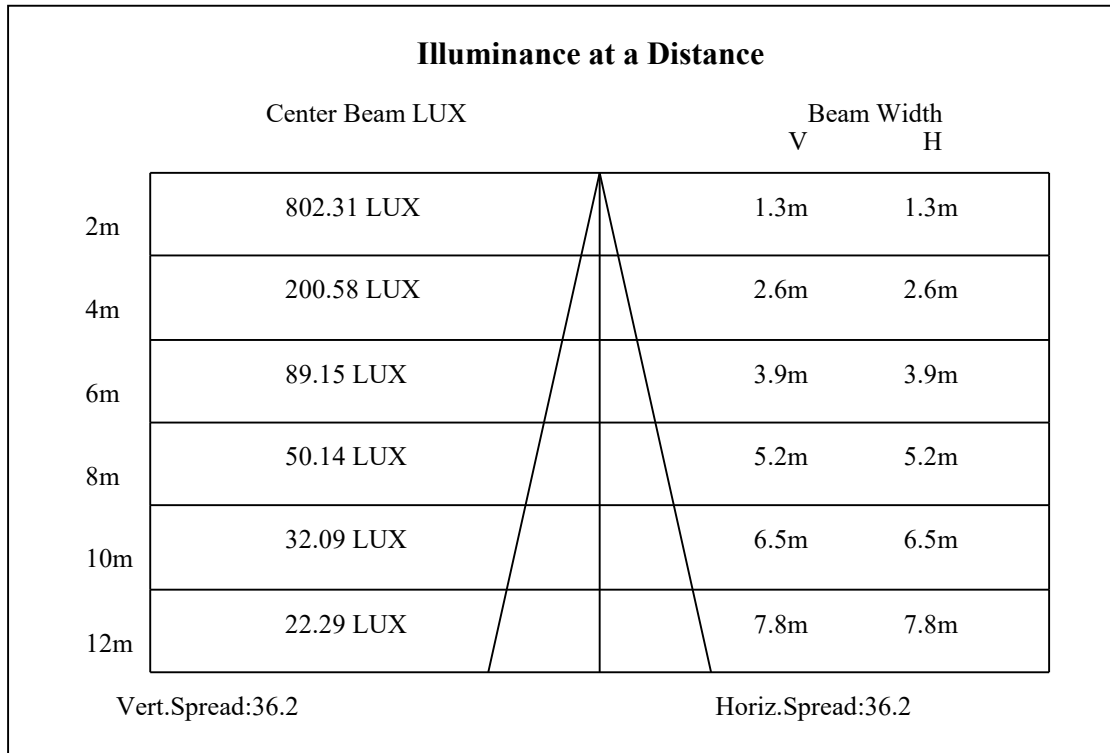 Illuminance at a Distance
Center Beam LUX Beam Width
V H
802.31 LUX 1.3m 1.3m
2m
200.58 LUX 2.6m 2.6m
4m
89.15 LUX 3.9m 3.9m
6m
50.14 LUX 5.2m 5.2m
8m
32.09 LUX 6.5m 6.5m
10m
22.29 LUX 7.8m 7.8m
12m
Vert.Spread:36.2 Horiz.Spread:36.2